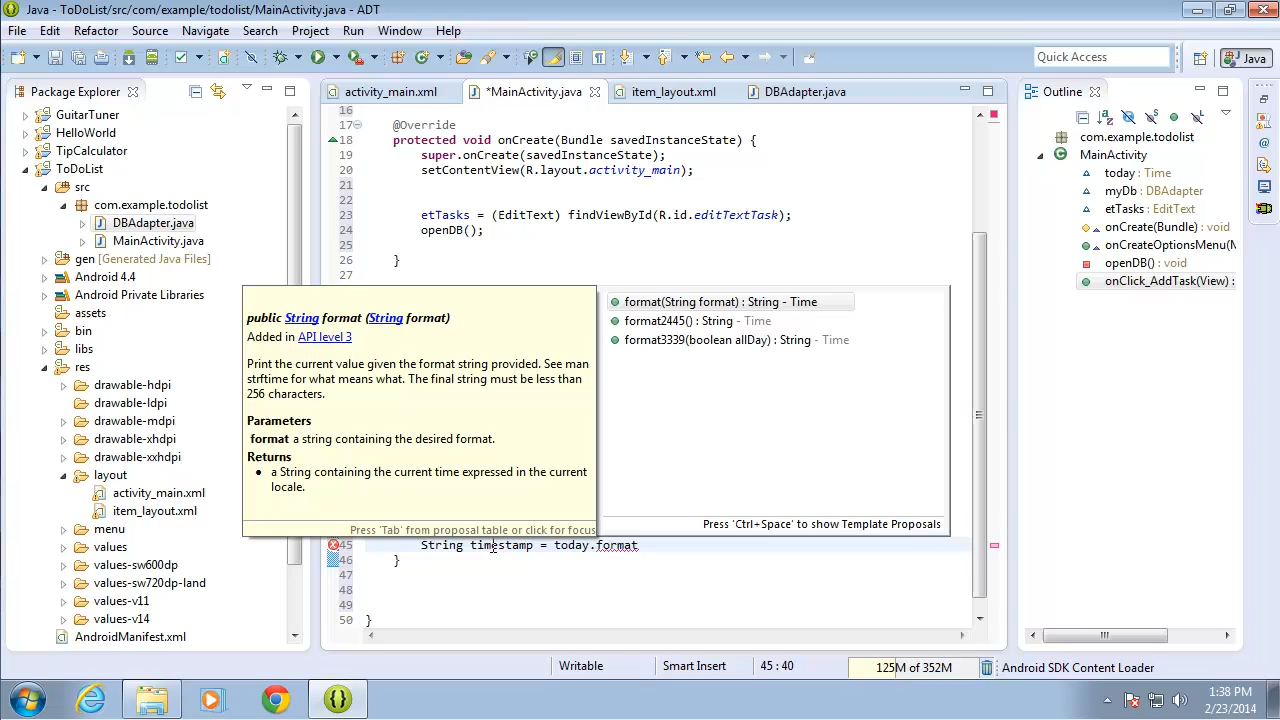 Java - ToDoList/src/com/example/todolist/MainActivity.java - ADT
File Edit Refactor Source Navigate Search Project Run Window Help
Quick Access
Java
Package Explorer
activity_main.xml
*MainActivity.java
item_layout.xml
DBAdapter.java
Outline
GuitarTuner
HelloWorld
TipCalculator
ToDoList
src
com.example.todolist
DBAdapter.java
MainActivity.java
gen [Generated Java Files]
Android 4.4
Android Private Libraries
assets
bin
libs
res
drawable-hdpi
drawable-ldpi
drawable-mdpi
drawable-xhdpi
drawable-xxhdpi
layout
activity_main.xml
item_layout.xml
menu
values
values-sw600dp
values-sw720dp-land
values-v11
values-v14
AndroidManifest.xml
16
17 @Override
18 protected void onCreate(Bundle savedInstanceState) {
19 super.onCreate(savedInstanceState);
20 setContentView(R.layout.activity_main);
21
22
23 etTasks = (EditText) findViewById(R.id.editTextTask);
24 openDB();
25
26 }
27
public String format (String format)
Added in API level 3
Print the current value given the format string provided. See man
strftime for what means what. The final string must be less than
256 characters.
Parameters
format a string containing the desired format.
Returns
• a String containing the current time expressed in the current
locale.
Press 'Tab' from proposal table or click for focus
format(String format) : String - Time
format2445() : String - Time
format3339(boolean allDay) : String - Time
Press 'Ctrl+Space' to show Template Proposals
45 String timestamp = today.format
46 }
47
48
49
50 }
com.example.todolist
MainActivity
today : Time
myDb : DBAdapter
etTasks : EditText
onCreate(Bundle) : void
onCreateOptionsMenu(M
openDB() : void
onClick_AddTask(View) :
Writable
Smart Insert
45 : 40
125M of 352M
Android SDK Content Loader
1:38 PM
2/23/2014